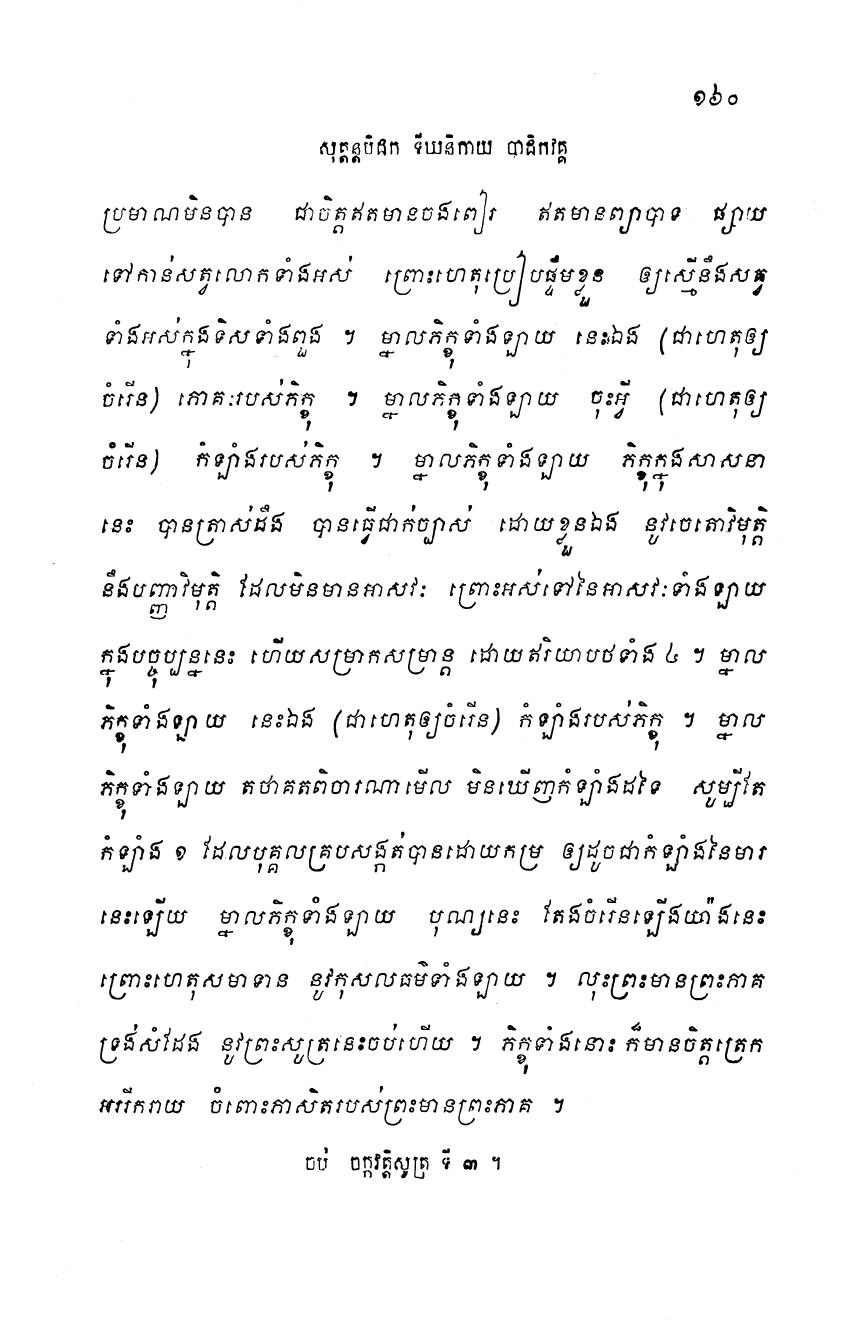 ១៦០
សុត្តន្តបិដក ទីឃនិកាយ បាដិកវគ្គ
ប្រមាណមិនបាន ជាចិត្តឥតមានចងពៀរ ឥតមានព្យាបាទ ផ្សាយ
ទៅកាន់សត្វលោកទាំងអស់ ព្រោះហេតុប្រៀបផ្ទឹមខ្លួន ឲ្យស្មើនឹងសត្វ
ទាំងអស់ក្នុងទិសទាំងពួង ។ ម្នាលភិក្ខុទាំងឡាយ នេះឯង (ជាហេតុឲ្យ
ចំរើន) ភោគៈរបស់ភិក្ខុ ។ ម្នាលភិក្ខុទាំងឡាយ ចុះអ្វី (ជាហេតុឲ្យ
ចំរើន) កំឡាំងរបស់ភិក្ខុ ។ ម្នាលភិក្ខុទាំងឡាយ ភិក្ខុក្នុងសាសនា
នេះ បានត្រាស់ដឹង បានធ្វើជាក់ច្បាស់ ដោយខ្លួនឯង នូវចេតោវិមុត្តិ
នឹងបញ្ញាវិមុត្តិ ដែលមិនមានអាសវៈ ព្រោះអស់ទៅនៃអាសវៈទាំងឡាយ
ក្នុងបច្ចុប្បន្ននេះ ហើយសម្រាកសម្រាន្ត ដោយឥរិយាបថទាំង ៤ ។ ម្នាល
ភិក្ខុទាំងឡាយ នេះឯង (ជាហេតុឲ្យចំរើន) កំឡាំងរបស់ភិក្ខុ ។ ម្នាល
ភិក្ខុទាំងឡាយ តថាគតពិចារណាមើល មិនឃើញកំឡាំងដទៃ សូម្បីតែ
កំឡាំង ១ ដែលបុគ្គលគ្របសង្កត់បានដោយកម្រ ឲ្យដូចជាកំឡាំងនៃមារ
នេះឡើយ ម្នាលភិក្ខុទាំងឡាយ បុណ្យនេះ តែងចំរើនឡើងយ៉ាងនេះ
ព្រោះហេតុសមាទាន នូវកុសលធម៌ទាំងឡាយ ។ លុះព្រះមានព្រះភាគ
ទ្រង់សំដែង នូវព្រះសូត្រនេះចប់ហើយ ។ ភិក្ខុទាំងនោះ ក៏មានចិត្តត្រេក
អររីករាយ ចំពោះភាសិតរបស់ព្រះមានព្រះភាគ ។
ចប់ ចក្កវត្តិសូត្រ ទី ៣ ។